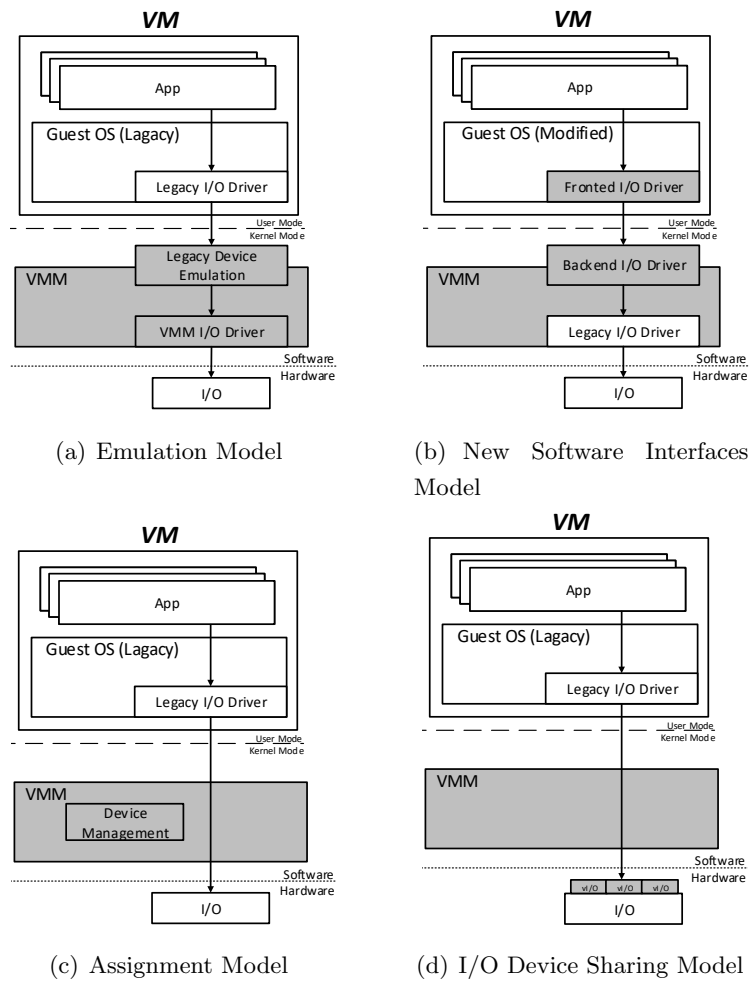 VM
App
Guest OS (Lagacy)
Legacy I/O Driver
User Mode
Kernel Mode
Legacy Device
Emulation
VMM
VMM I/O Driver
Software
Hardware
I/O
(a) Emulation Model
VM
App
Guest OS (Modified)
Fronted I/O Driver
User Mode
Kernel Mode
Backend I/O Driver
VMM
Legacy I/O Driver
Software
Hardware
I/O
(b) New Software Interfaces
Model
VM
App
Guest OS (Lagacy)
Legacy I/O Driver
User Mode
Kernel Mode
VMM
Device
Management
Software
Hardware
I/O
(c) Assignment Model
VM
App
Guest OS (Lagacy)
Legacy I/O Driver
User Mode
Kernel Mode
VMM
Software
Hardware
vI/O vI/O vI/O
I/O
(d) I/O Device Sharing Model